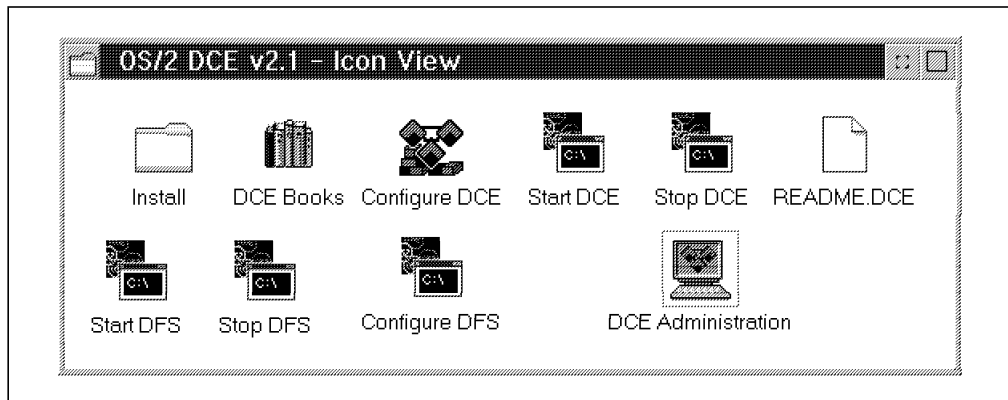 OS/2 DCE v2.1 - Icon View
C:\ C:\
Install DCE Books Configure DCE Start DCE Stop DCE README.DCE
C:\ C:\ C:\
Start DFS Stop DFS Configure DFS DCE Administration